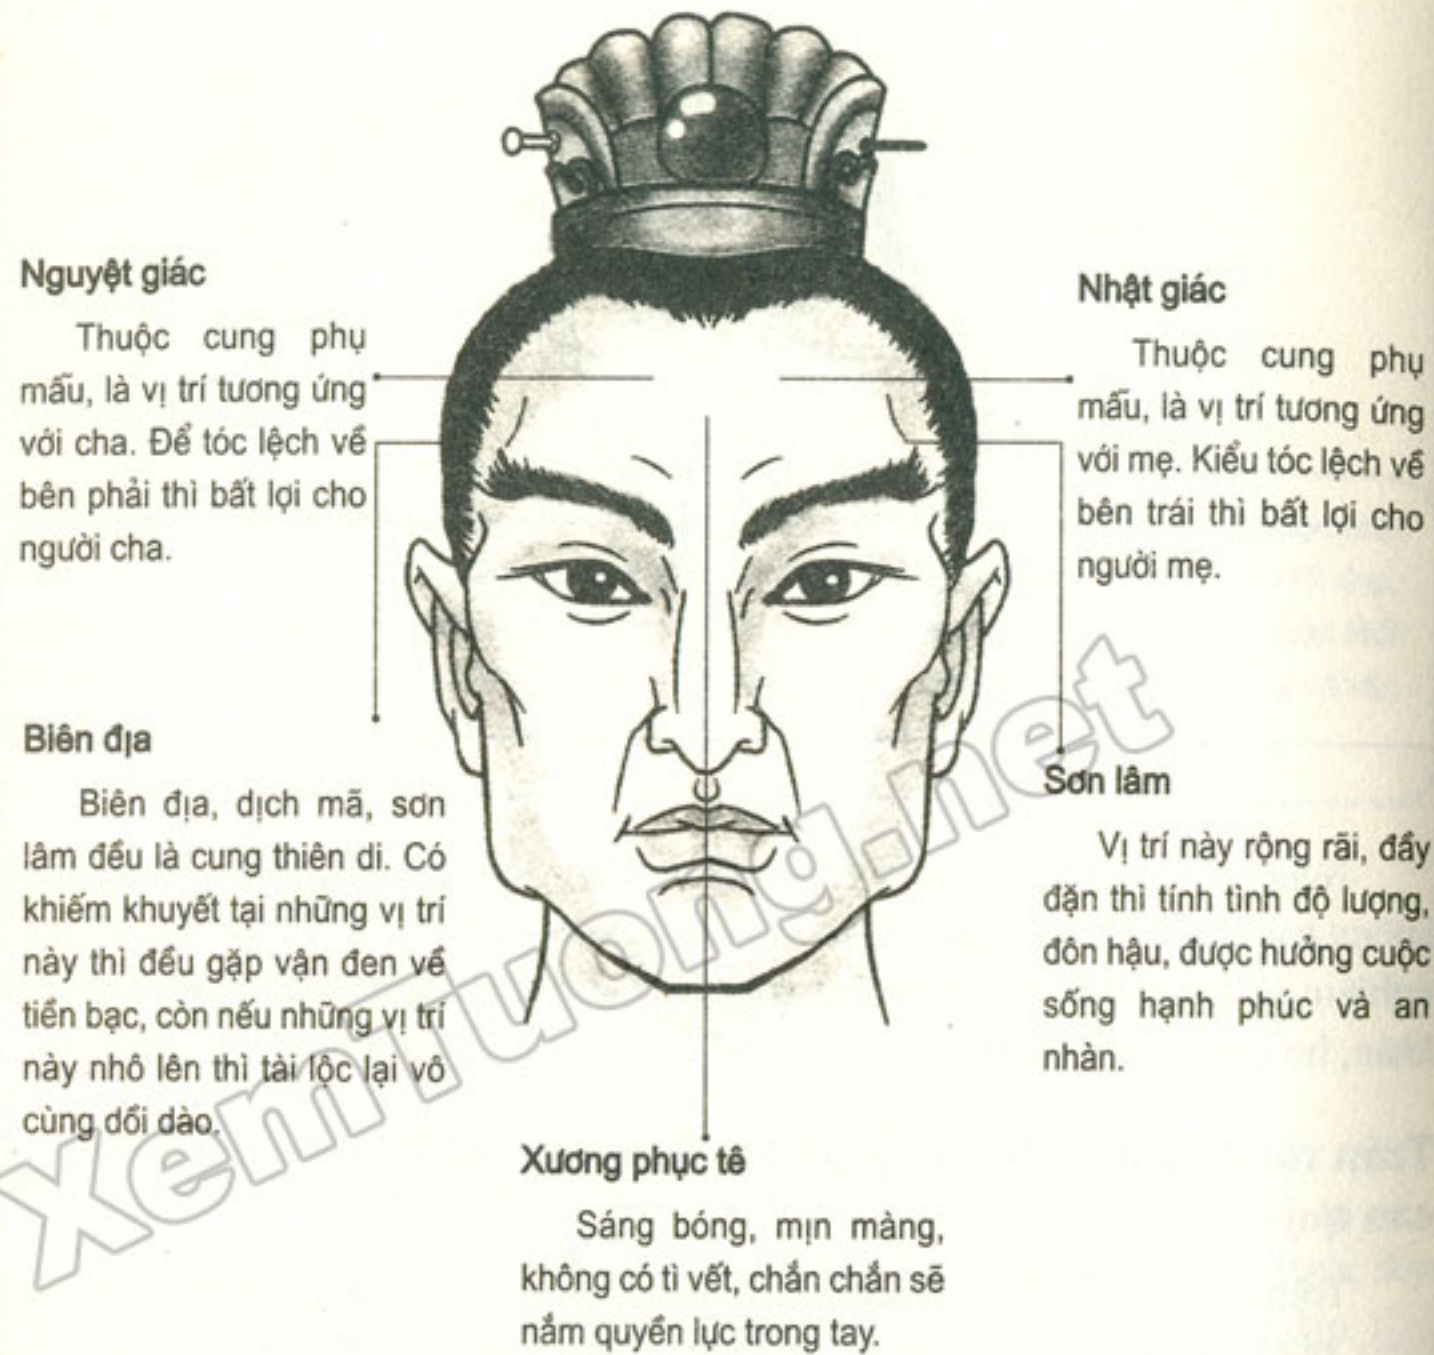 Nguyệt giác
Thuộc cung phụ
mẫu, là vị trí tương ứng
với cha. Để tóc lệch về
bên phải thì bất lợi cho
người cha.
Nhật giác
Thuộc cung phụ
mẫu, là vị trí tương ứng
với mẹ. Kiểu tóc lệch về
bên trái thì bất lợi cho
người mẹ.
Biên địa
Biên địa, dịch mã, sơn
lâm đều là cung thiên di. Có
khiếm khuyết tại những vị trí
này thì đều gặp vận đen về
tiền bạc, còn nếu những vị trí
này nhô lên thì tài lộc lại vô
cùng dồi dào.
Sơn lâm
Vị trí này rộng rãi, đầy
đặn thì tính tình độ lượng,
đôn hậu, được hưởng cuộc
sống hạnh phúc và an
nhàn.
Xương phục tê
Sáng bóng, mịn màng,
không có tì vết, chắn chắn sẽ
nắm quyền lực trong tay.
XemTuong.net